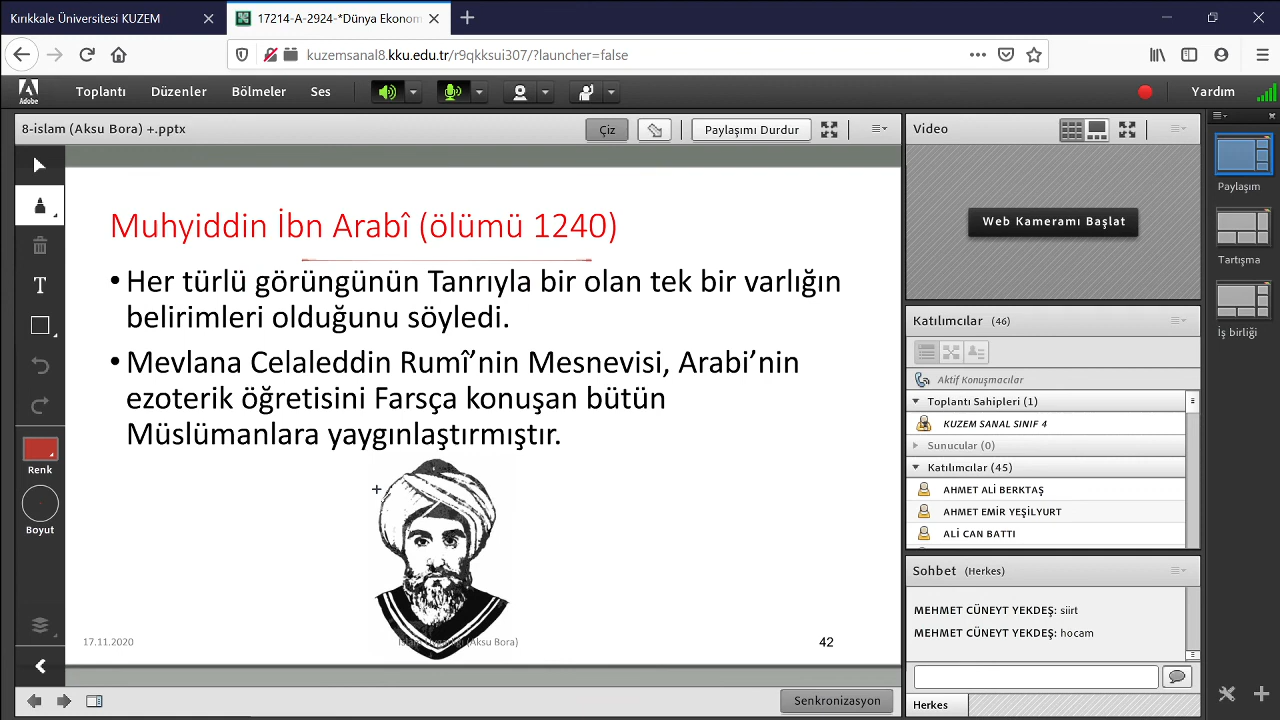 Kırıkkale Üniversitesi KUZEM
17214-A-2924-*Dünya Ekonom
kuzemsanal8.kku.edu.tr/r9qkksui307/?launcher=false
Adobe
Toplantı
Düzenler
Bölmeler
Ses
Yardım
8-islam (Aksu Bora) +.pptx
Çiz
Paylaşımı Durdur
Muhyiddin İbn Arabî (ölümü 1240)
•Her türlü görüngünün Tanrıyla bir olan tek bir varlığın
belirimleri olduğunu söyledi.
•Mevlana Celaleddin Rumî’nin Mesnevisi, Arabi’nin
ezoterik öğretisini Farsça konuşan bütün
Müslümanlara yaygınlaştırmıştır.
17.11.2020
(Aksu Bora)
42
T
Renk
Boyut
Senkronizasyon
Video
Web Kameramı Başlat
Katılımcılar (46)
Aktif Konuşmacılar
Toplantı Sahipleri (1)
KUZEM SANAL SINIF 4
Sunucular (0)
Katılımcılar (45)
AHMET ALİ BERKTAŞ
AHMET EMİR YEŞİLYURT
ALİ CAN BATTI
Sohbet (Herkes)
MEHMET CÜNEYT YEKDEŞ: siirt
MEHMET CÜNEYT YEKDEŞ: hocam
Herkes
Paylaşım
Tartışma
İş birliği